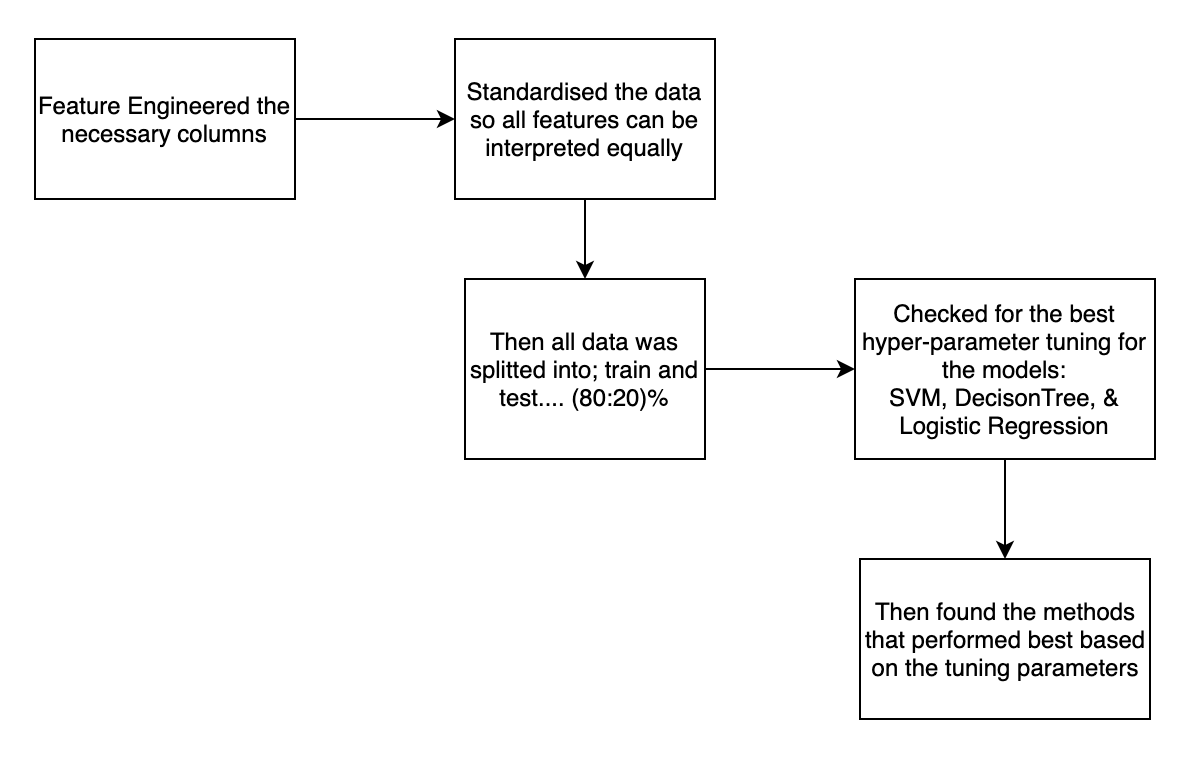 Feature Engineered the
necessary columns
Standardised the data
so all features can be
interpreted equally
Then all data was
splitted into; train and
test.... (80:20)%
Checked for the best
hyper-parameter tuning for
the models:
SVM, DecisonTree, &
Logistic Regression
Then found the methods
that performed best based
on the tuning parameters